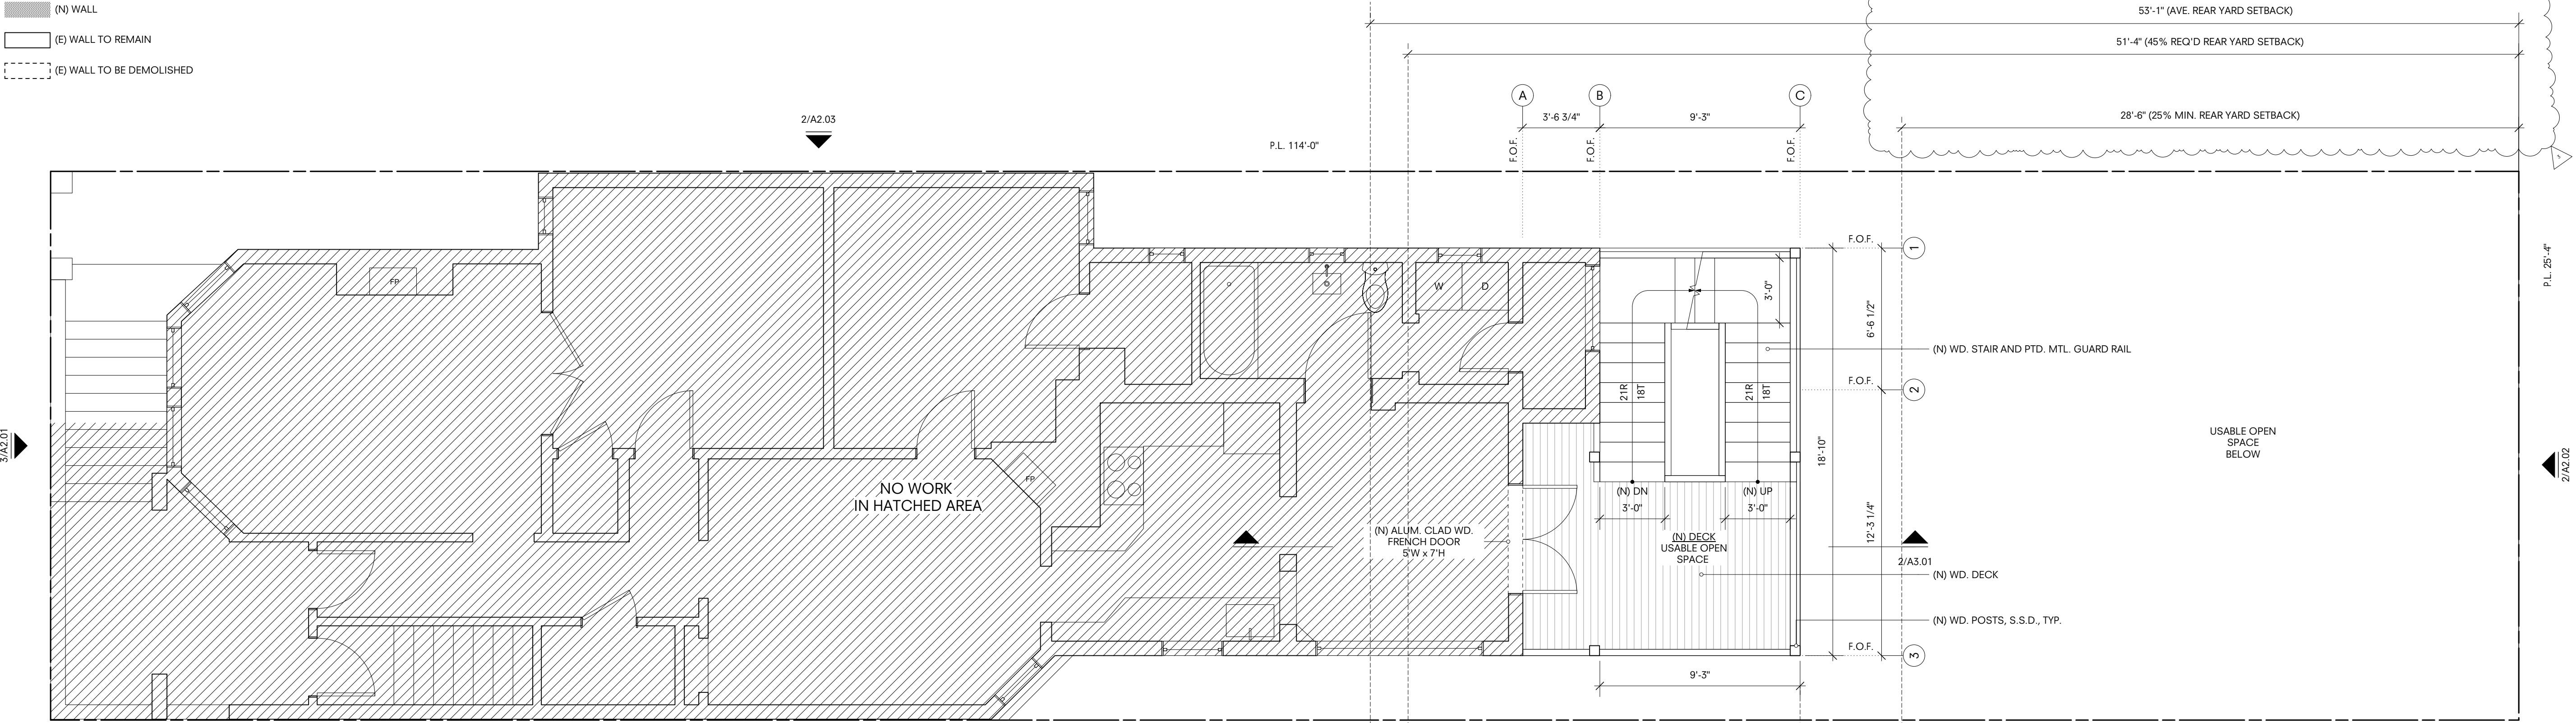 (N) WALL
(E) WALL TO REMAIN
(E) WALL TO BE DEMOLISHED
53'-1" (AVE. REAR YARD SETBACK)
51'-4" (45% REQ'D REAR YARD SETBACK)
28'-6" (25% MIN. REAR YARD SETBACK)
A
B
C
3'-6 3/4"
9'-3"
2/A2.03
P.L. 114'-0"
F.O.F.
F.O.F.
F.O.F.
F.O.F.
1
P.L. 25'-4"
FP
W
D
3'-0"
6'-6 1/2"
(N) WD. STAIR AND PTD. MTL. GUARD RAIL
F.O.F.
2
21R
18T
21R
18T
3/A2.01
18'-10"
USABLE OPEN
SPACE
BELOW
2/A2.02
FP
NO WORK
IN HATCHED AREA
(N) DN
(N) UP
3'-0"
3'-0"
12'-3 1/4"
(N) ALUM. CLAD WD.
FRENCH DOOR
5'W x 7'H
(N) DECK
USABLE OPEN
SPACE
2/A3.01
(N) WD. DECK
(N) WD. POSTS, S.S.D., TYP.
F.O.F.
3
9'-3"